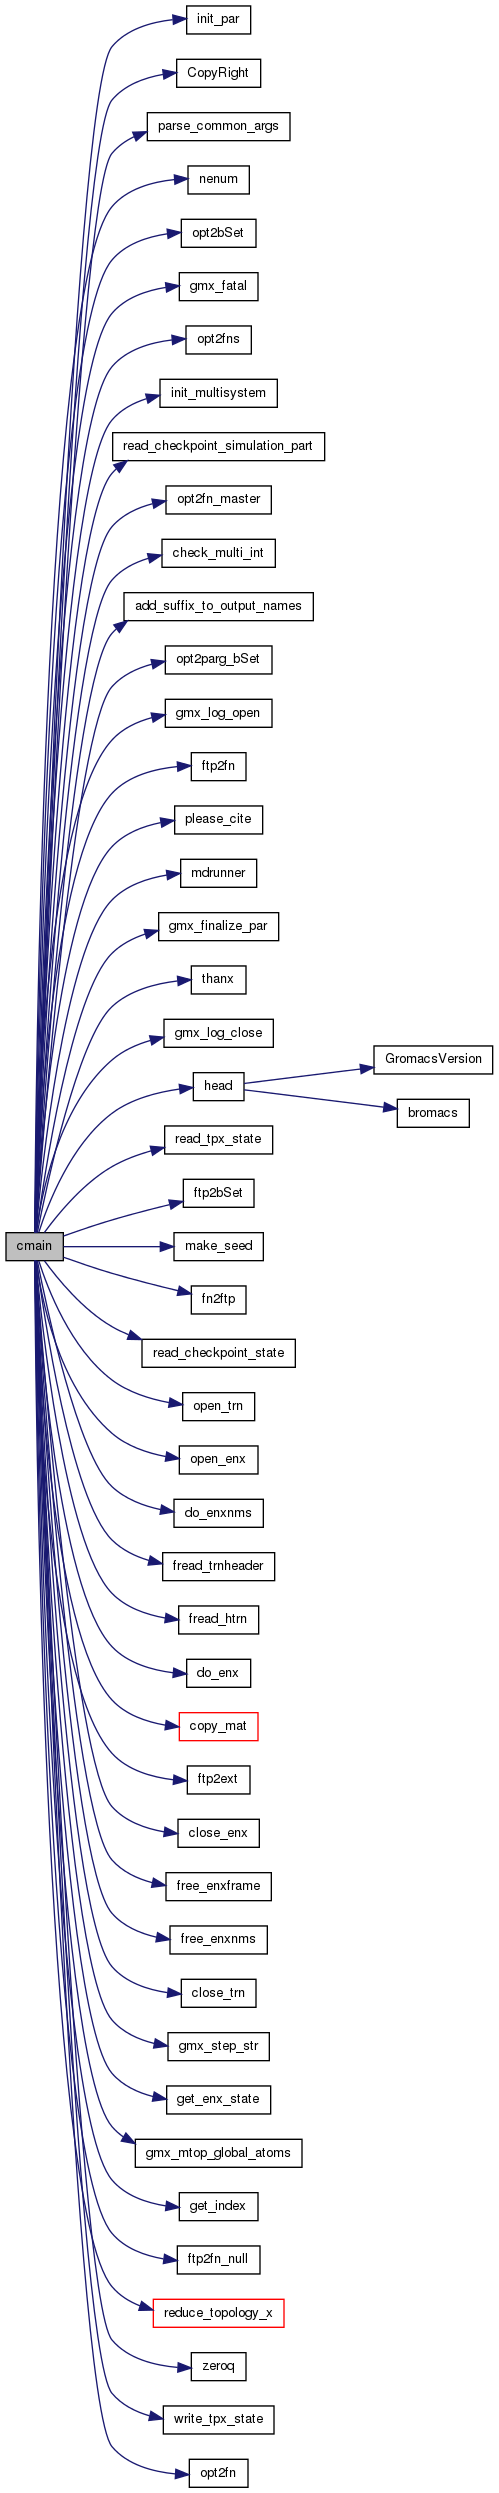 init_par
CopyRight
parse_common_args
nenum
opt2bSet
gmx_fatal
opt2fns
init_multisystem
read_checkpoint_simulation_part
opt2fn_master
check_multi_int
add_suffix_to_output_names
opt2parg_bSet
gmx_log_open
ftp2fn
please_cite
mdrunner
gmx_finalize_par
thanx
gmx_log_close
GromacsVersion
head
bromacs
read_tpx_state
ftp2bSet
cmain
make_seed
fn2ftp
read_checkpoint_state
open_trn
open_enx
do_enxnms
fread_trnheader
fread_htrn
do_enx
copy_mat
ftp2ext
close_enx
free_enxframe
free_enxnms
close_trn
gmx_step_str
get_enx_state
gmx_mtop_global_atoms
get_index
ftp2fn_null
reduce_topology_x
zeroq
write_tpx_state
opt2fn